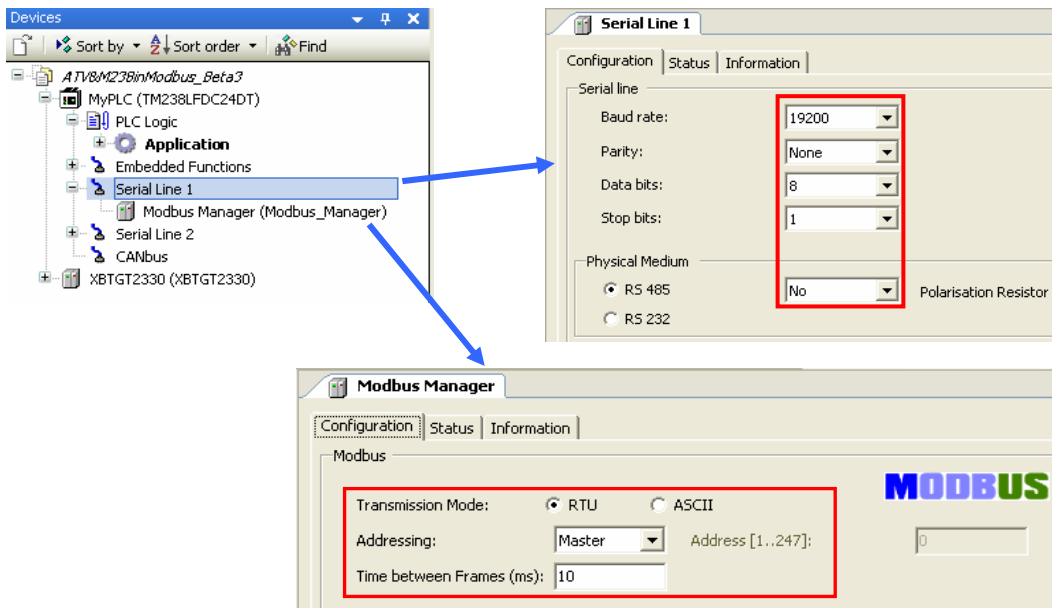 Devices
Sort by
Sort order
Find
ATV8M238inModbus_Beta3
MyPLC (TM238LFDC24DT)
PLC Logic
Application
Embedded Functions
Serial Line 1
Modbus Manager (Modbus_Manager)
Serial Line 2
CANbus
XBTGT2330 (XBTGT2330)
Serial Line 1
Configuration Status Information
Serial line
Baud rate: 19200
Parity: None
Data bits: 8
Stop bits: 1
Physical Medium
RS 485 No Polarisation Resistor
RS 232
Modbus Manager
Configuration Status Information
Modbus
MODBUS
Transmission Mode: RTU ASCII
Addressing: Master Address [1..247]: 0
Time between Frames (ms): 10